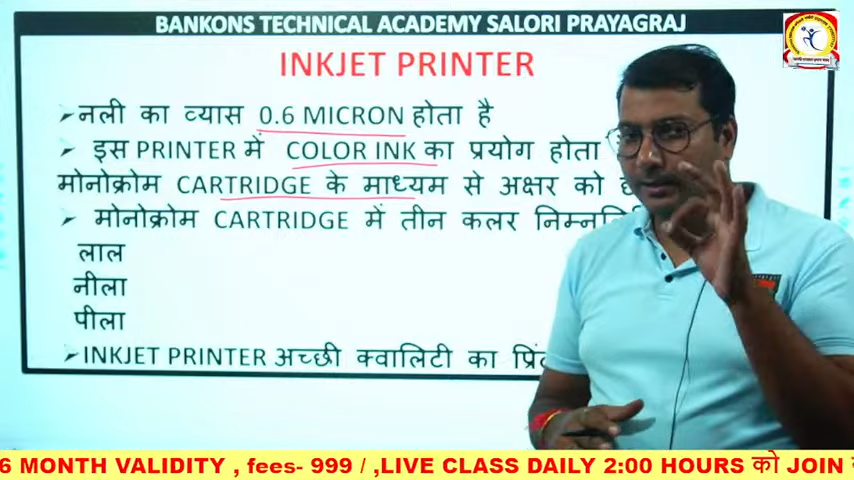 BANKONS TECHNICAL ACADEMY SALORI PRAYAGRAJ
INKJET PRINTER
➢नली का व्यास 0.6 MICRON होता है
➢ इस PRINTER में COLOR INK का प्रयोग होता
मोनोक्रोम CARTRIDGE के माध्यम से अक्षर को
➢ मोनोक्रोम CARTRIDGE में तीन कलर
लाल
नीला
पीला
➢INKJET PRINTER अच्छी क्वालिटी का
6 MONTH VALIDITY , fees- 999 / ,LIVE CLASS DAILY 2:00 HOURS को JOIN